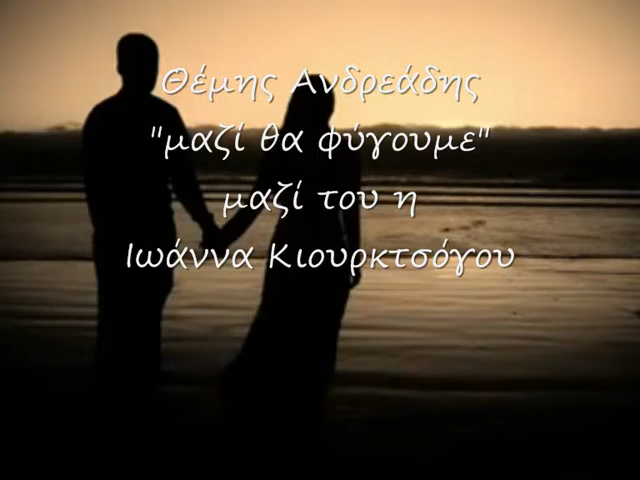 Θέμης Ανδρεάδης
"μαζί θα φύγουμε"
μαζί του η
Ιωάννα Κιουρκτσόγου